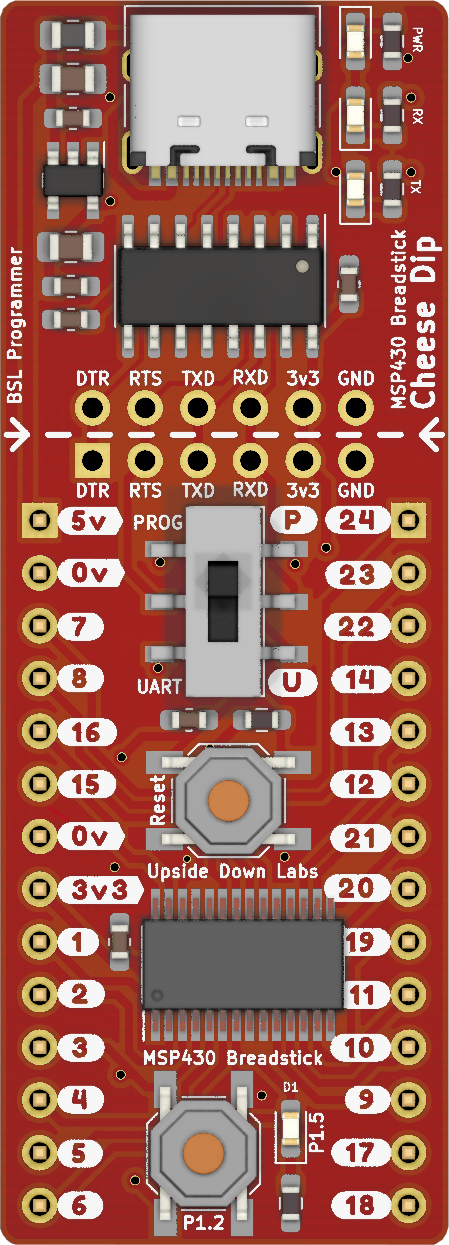 PWR
RX
TX
BSL Programmer
MSP430 Breadstick
Cheese Dip
DTR RTS TXD RXD 3v3 GND
DTR RTS TXD RXD 3v3 GND
5v PROG P 24
0v 23
7 22
8 UART U 14
16 13
15 Reset 12
0v 21
Upside Down Labs
3v3 20
1 19
2 11
3 10
MSP430 Breadstick
4 D1 9
P1.5
5 17
6 P1.2 18